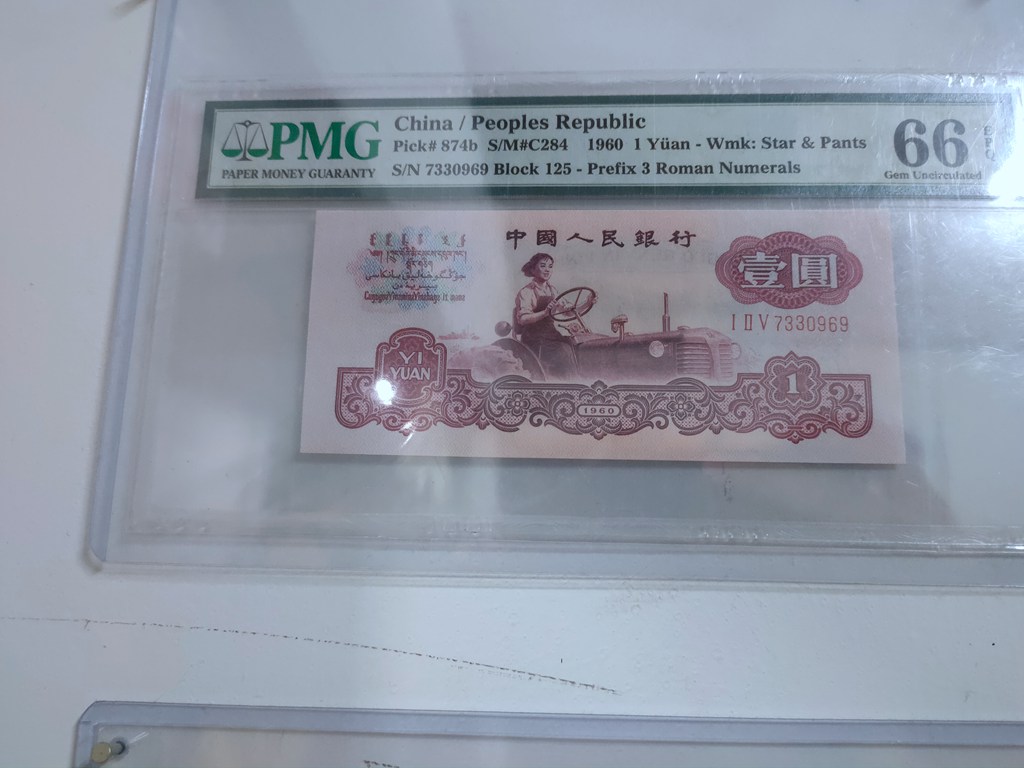 PMG
PAPER MONEY GUARANTY
China / Peoples Republic
Pick# 874b S/M#C284 1960 1 Yüan - Wmk: Star & Pants
S/N 7330969 Block 125 - Prefix 3 Roman Numerals
66
EPQ
Gem Uncirculated
中國人民銀行
壹圓
I II V 7330969
YI
YUAN
1960
1